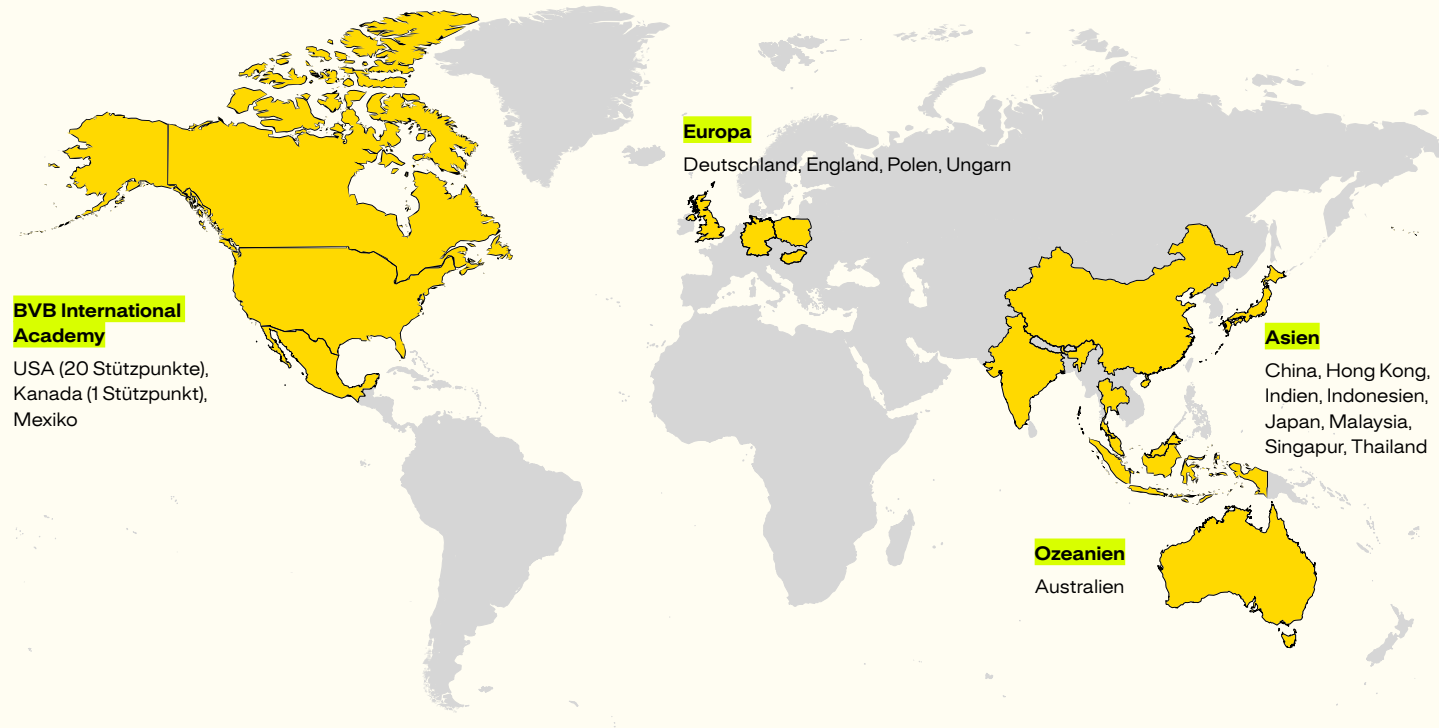 Europa
Deutschland, England, Polen, Ungarn
BVB International
Academy
USA (20 Stützpunkte),
Kanada (1 Stützpunkt),
Mexiko
Asien
China, Hong Kong,
Indien, Indonesien,
Japan, Malaysia,
Singapur, Thailand
Ozeanien
Australien